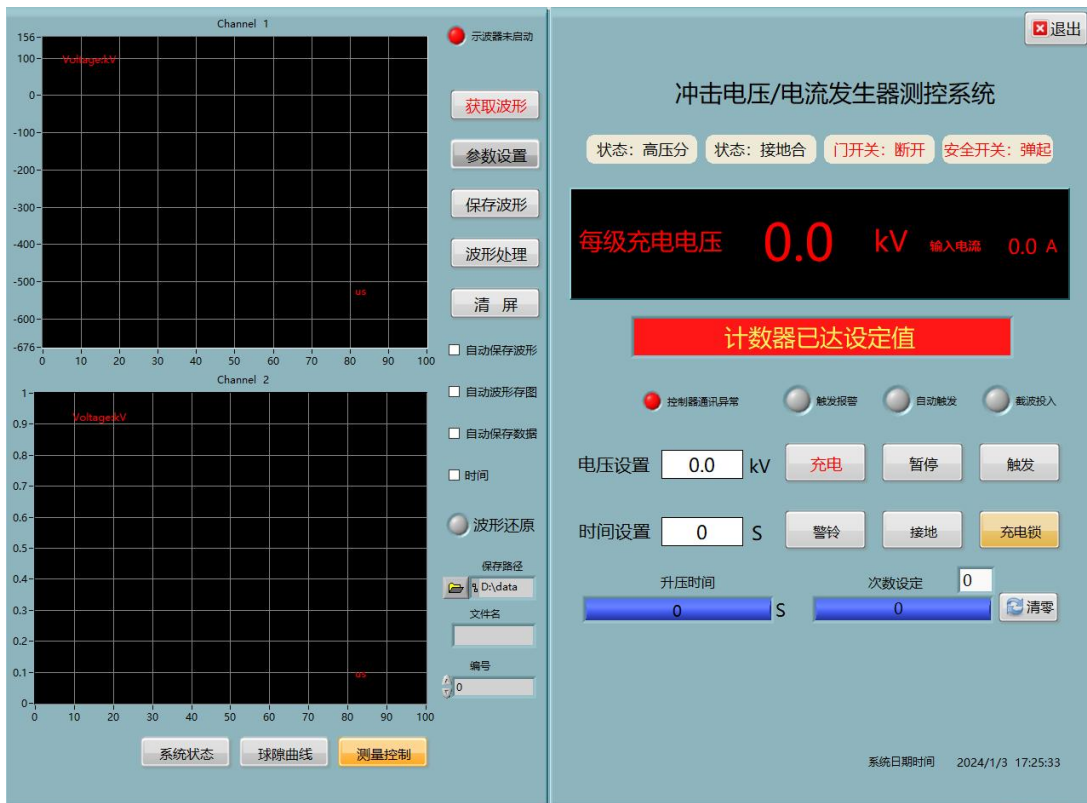 Channel 1
156
100
0
-100
-200
-300
-400
-500
-600
-676
Voltage:kV
us
0 10 20 30 40 50 60 70 80 90 100
Channel 2
1
0.9
0.8
0.7
0.6
0.5
0.4
0.3
0.2
0.1
0
Voltage:kV
us
0 10 20 30 40 50 60 70 80 90 100
系统状态 球隙曲线 测量控制
示波器未启动
获取波形
参数设置
保存波形
波形处理
清 屏
自动保存波形
自动波形存图
自动保存数据
时间
波形还原
保存路径
D:\data
文件名
编号
0
退出
冲击电压/电流发生器测控系统
状态：高压分 状态：接地合 门开关：断开 安全开关：弹起
每级充电电压 0.0 kV 输入电流 0.0 A
计数器已达设定值
控制器通讯异常 触发报警 自动触发 截波投入
电压设置 0.0 kV 充电 暂停 触发
时间设置 0 S 警铃 接地 充电锁
升压时间 次数设定 0
0 S 0 清零
系统日期时间 2024/1/3 17:25:33